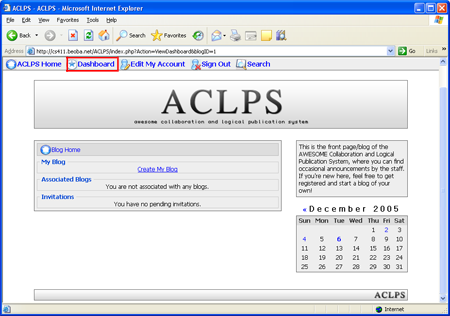 ACLPS - ACLPS - Microsoft Internet Explorer
File Edit View Favorites Tools Help
Back Search Favorites
Address http://cs411.beoba.net/ACLPS/index.php?Action=ViewDashboard&blogID=1 Go Links »
ACLPS Home Dashboard Edit My Account Sign Out Search
ACLPS
awesome collaboration and logical publication system
Blog Home
My Blog
Create My Blog
Associated Blogs
You are not associated with any blogs.
Invitations
You have no pending invitations.
This is the front page/blog of the
AWESOME Collaboration and Logical
Publication System, where you can find
occasional announcements by the staff.
If you're new here, feel free to get
registered and start a blog of your
own!
« December 2005
Sun Mon Tue Wed Thu Fri Sat
1 2 3
4 5 6 7 8 9 10
11 12 13 14 15 16 17
18 19 20 21 22 23 24
25 26 27 28 29 30 31
ACLPS
Internet